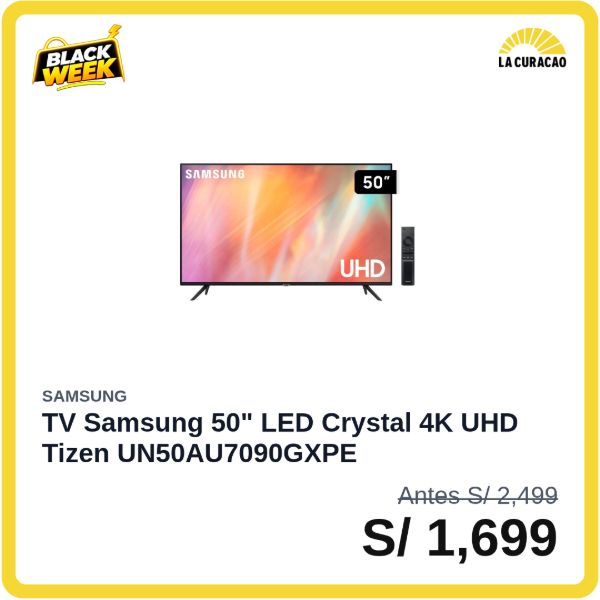 BLACK
WEEK
LA CURACAO
SAMSUNG
50"
UHD
SAMSUNG
TV Samsung 50" LED Crystal 4K UHD
Tizen UN50AU7090GXPE
Antes S/ 2,499
S/ 1,699